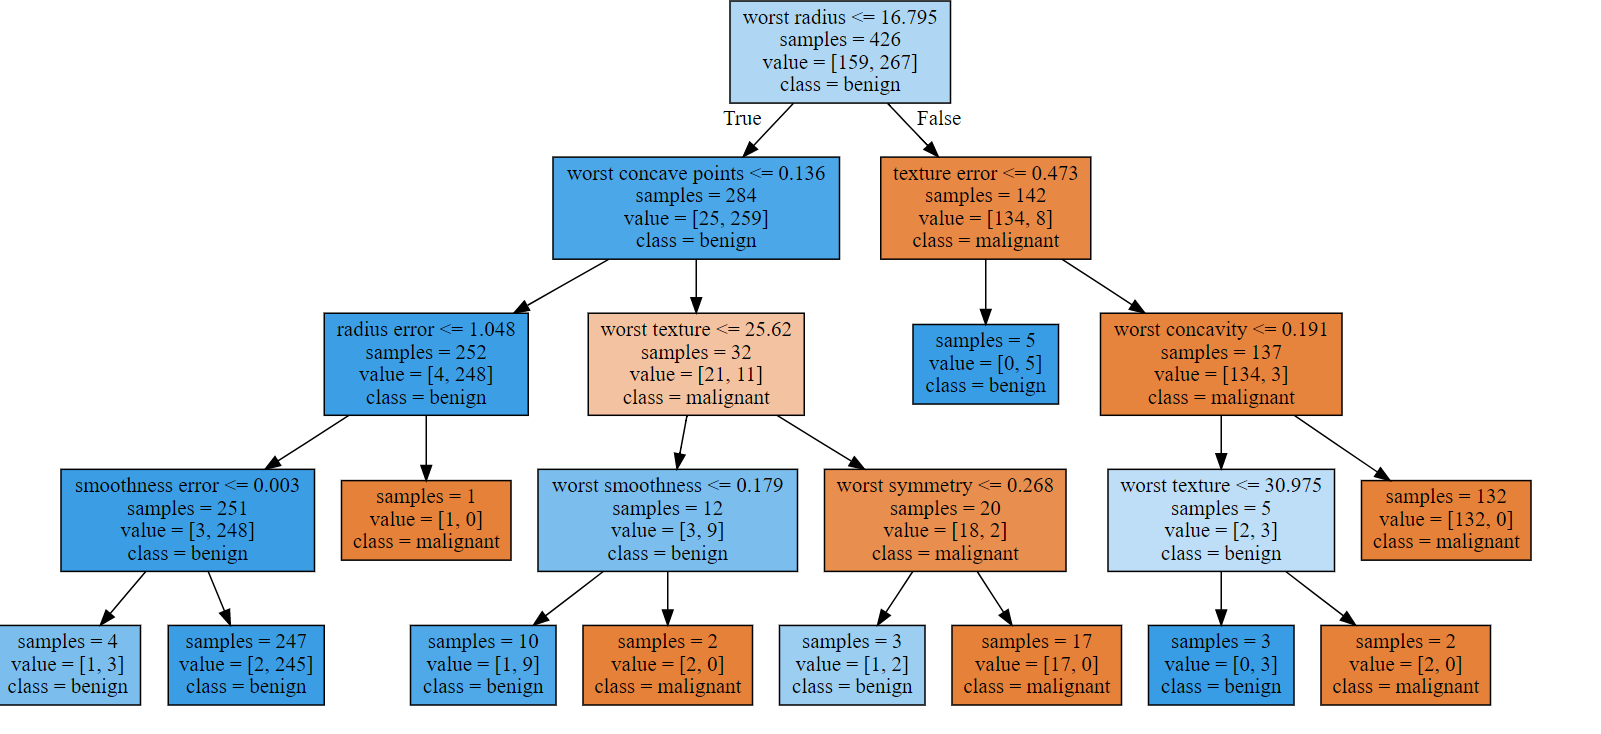 worst radius <= 16.795
samples = 426
value = [159, 267]
class = benign
True
False
worst concave points <= 0.136
samples = 284
value = [25, 259]
class = benign
texture error <= 0.473
samples = 142
value = [134, 8]
class = malignant
radius error <= 1.048
samples = 252
value = [4, 248]
class = benign
worst texture <= 25.62
samples = 32
value = [21, 11]
class = malignant
samples = 5
value = [0, 5]
class = benign
worst concavity <= 0.191
samples = 137
value = [134, 3]
class = malignant
smoothness error <= 0.003
samples = 251
value = [3, 248]
class = benign
samples = 1
value = [1, 0]
class = malignant
worst smoothness <= 0.179
samples = 12
value = [3, 9]
class = benign
worst symmetry <= 0.268
samples = 20
value = [18, 2]
class = malignant
worst texture <= 30.975
samples = 5
value = [2, 3]
class = benign
samples = 132
value = [132, 0]
class = malignant
samples = 4
value = [1, 3]
class = benign
samples = 247
value = [2, 245]
class = benign
samples = 10
value = [1, 9]
class = benign
samples = 2
value = [2, 0]
class = malignant
samples = 3
value = [1, 2]
class = benign
samples = 17
value = [17, 0]
class = malignant
samples = 3
value = [0, 3]
class = benign
samples = 2
value = [2, 0]
class = malignant